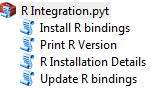 R Integration.pyt
Install R bindings
Print R Version
R Installation Details
Update R bindings